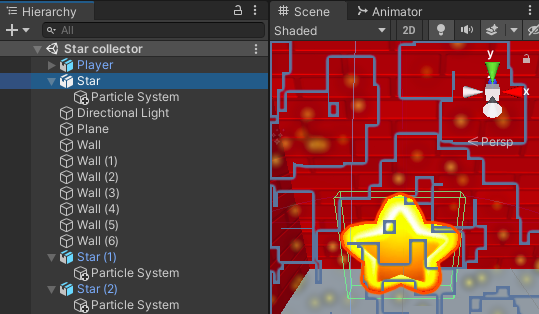 Hierarchy
All
Star collector
Player
Star
Particle System
Directional Light
Plane
Wall
Wall (1)
Wall (2)
Wall (3)
Wall (4)
Wall (5)
Wall (6)
Star (1)
Particle System
Star (2)
Particle System
Scene Animator
Shaded 2D
y
x
Persp